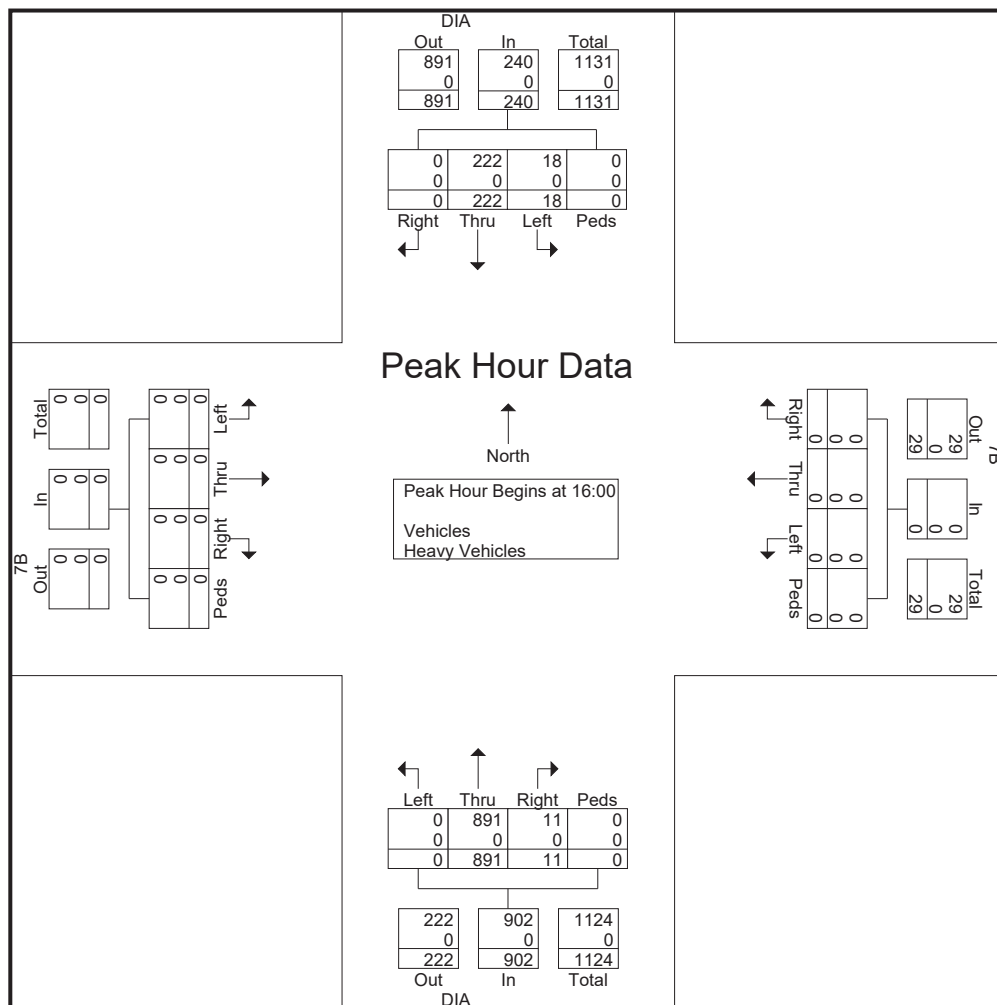 DIA
Out In Total
891 240 1131
0 0 0
891 240 1131
0 222 18 0
0 0 0 0
0 222 18 0
Right Thru Left Peds
Peak Hour Data
North
Peak Hour Begins at 16:00
Vehicles
Heavy Vehicles
7B
Out In Total
0 0 0
0 0 0
0 0 0
Left Thru Right Peds
0 0 0 0
0 0 0 0
0 0 0 0
7B
Out In Total
29 0 29
0 0 0
29 0 29
Right Thru Left Peds
0 0 0 0
0 0 0 0
0 0 0 0
Left Thru Right Peds
0 891 11 0
0 0 0 0
0 891 11 0
222 902 1124
0 0 0
222 902 1124
Out In Total
DIA